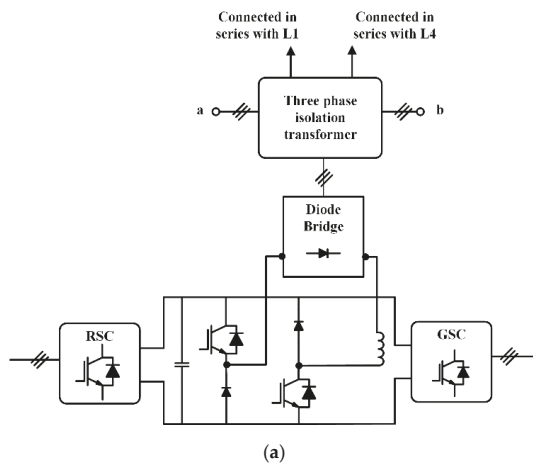 Connected in
series with L1
Connected in
series with L4
a
Three phase
isolation
transformer
b
Diode
Bridge
RSC
GSC
(a)